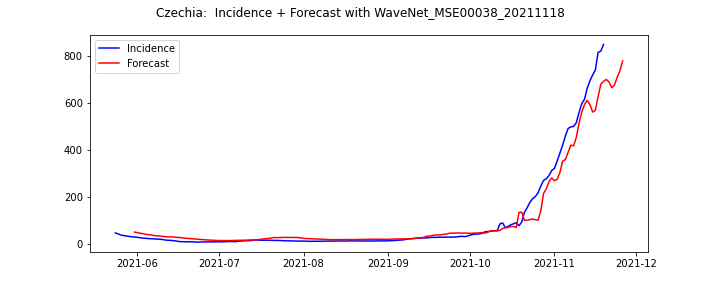 Czechia:  Incidence + Forecast with WaveNet_MSE00038_20211118
Incidence
Forecast
800
600
400
200
0
2021-06 2021-07 2021-08 2021-09 2021-10 2021-11 2021-12